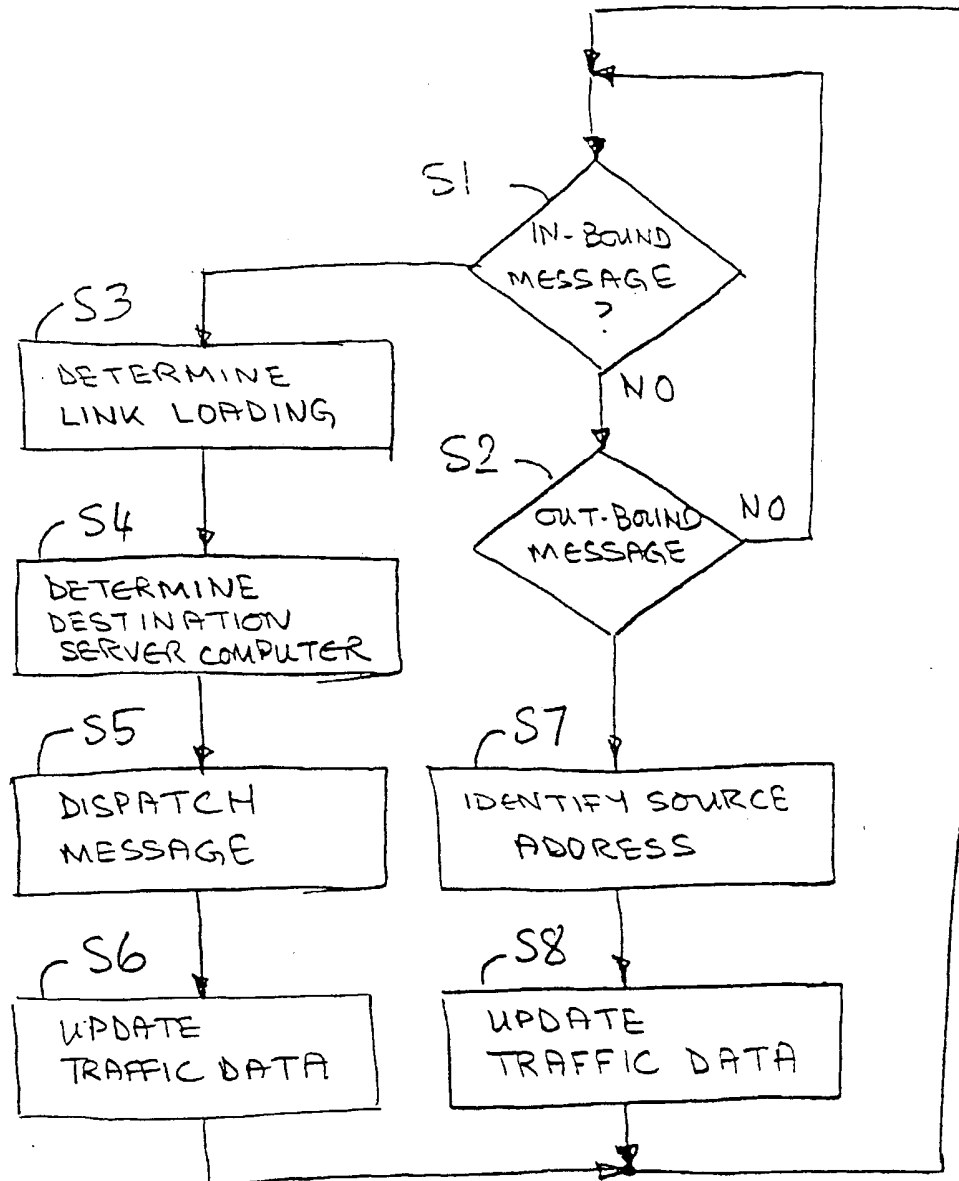 S1
IN-BOUND
MESSAGE
?
NO
S2
OUT-BOUND
MESSAGE
NO
S3
DETERMINE
LINK LOADING
S4
DETERMINE
DESTINATION
SERVER COMPUTER
S5
DISPATCH
MESSAGE
S6
UPDATE
TRAFFIC DATA
S7
IDENTIFY SOURCE
ADDRESS
S8
UPDATE
TRAFFIC DATA